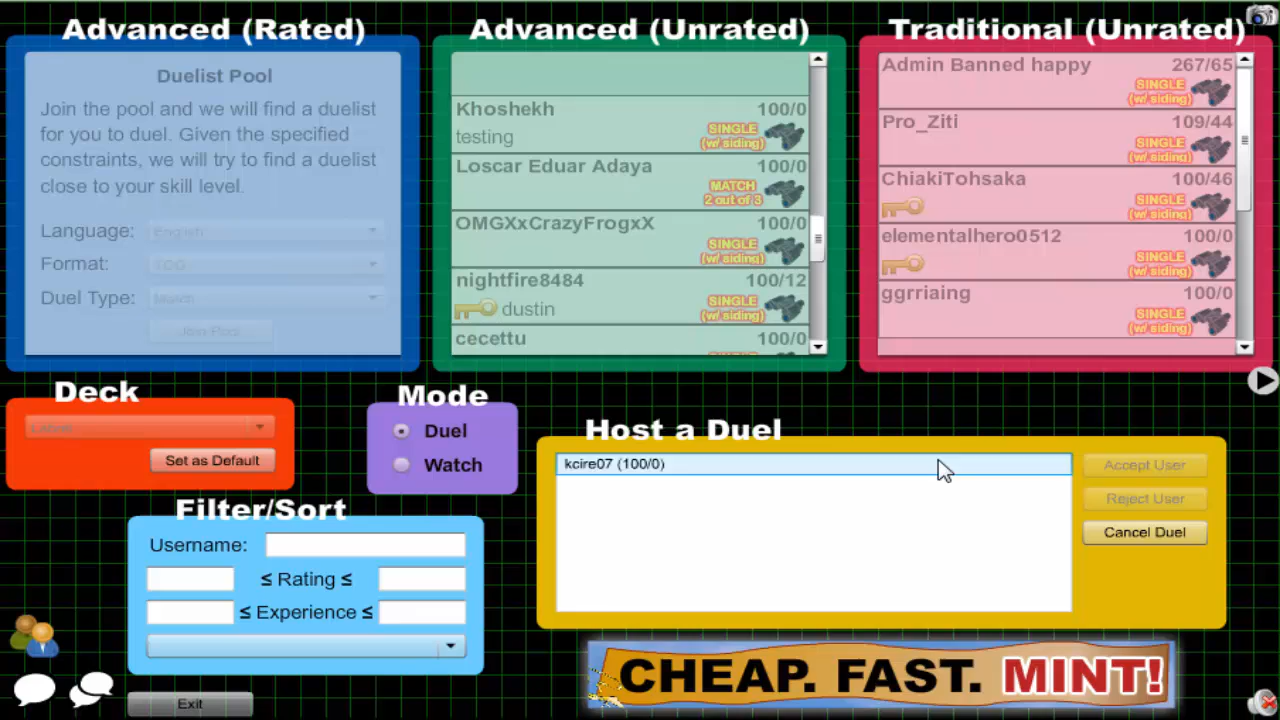 Advanced (Rated)
Duelist Pool
Join the pool and we will find a duelist
for you to duel. Given the specified
constraints, we will try to find a duelist
close to your skill level.
Language: English
Format: TCG
Duel Type: Match
Join Pool
Advanced (Unrated)
Khoshekh 100/0
testing SINGLE
(w/ siding)
Loscar Eduar Adaya 100/0
MATCH
2 out of 3
OMGXxCrazyFrogxX 100/0
SINGLE
(w/ siding)
nightfire8484 100/12
dustin SINGLE
(w/ siding)
cecettu 100/0
Traditional (Unrated)
Admin Banned happy 267/65
SINGLE
(w/ siding)
Pro_Ziti 109/44
SINGLE
(w/ siding)
ChiakiTohsaka 100/46
SINGLE
(w/ siding)
elementalhero0512 100/0
SINGLE
(w/ siding)
ggrriaing 100/0
SINGLE
(w/ siding)
Deck
Set as Default
Mode
Duel
Watch
Filter/Sort
Username:
≤ Rating ≤
≤ Experience ≤
Host a Duel
kcire07 (100/0)
Accept User
Reject User
Cancel Duel
CHEAP. FAST. MINT!
Exit